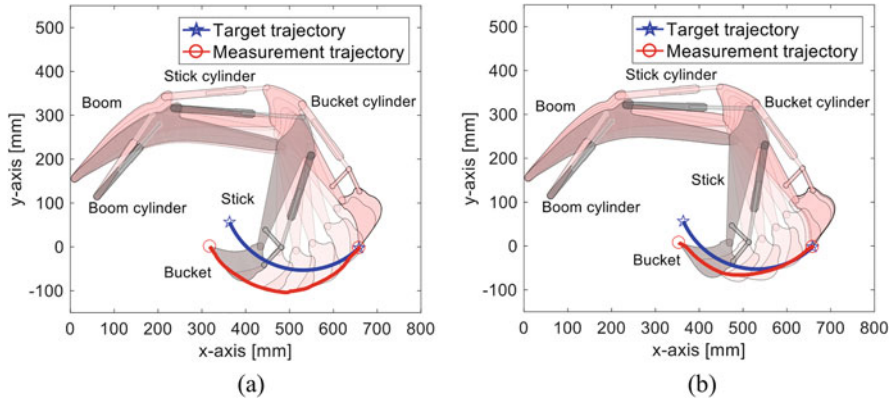 500
400
300
200
100
0
-100
y-axis [mm]
Target trajectory
Measurement trajectory
Stick cylinder
Boom
Bucket cylinder
Boom cylinder
Stick
Bucket
0 100 200 300 400 500 600 700 800
x-axis [mm]
(a)
500
400
300
200
100
0
-100
y-axis [mm]
Target trajectory
Measurement trajectory
Stick cylinder
Boom
Bucket cylinder
Stick
Boom cylinder
Bucket
0 100 200 300 400 500 600 700 800
x-axis [mm]
(b)